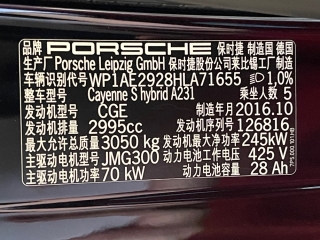 品牌 PORSCHE 保时捷 制造国 德国
生产厂 Porsche Leipzig GmbH 保时捷股份公司莱比锡工厂制造
车辆识别代号 WP1AE2928HLA71655 1,0%
整车型号 Cayenne S hybrid A231 乘坐人数 5
发动机型号 CGE 制造年月 2016.10
发动机排量 2995cc 发动机号 126816
最大允许总质量 3050 kg 发动机最大净功率 245kW
主驱动电机型号 JMG300 动力电池工作电压 425 V
主驱动电机功率 70 kW 动力电池容量 28 Ah